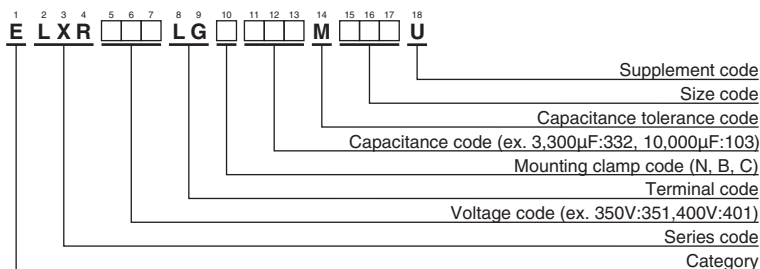 1 2 3 4 5 6 7 8 9 10 11 12 13 14 15 16 17 18
E L X R □□□ L G □ □□□ M □□□ U
Supplement code
Size code
Capacitance tolerance code
Capacitance code (ex. 3,300μF:332, 10,000μF:103)
Mounting clamp code (N, B, C)
Terminal code
Voltage code (ex. 350V:351,400V:401)
Series code
Category